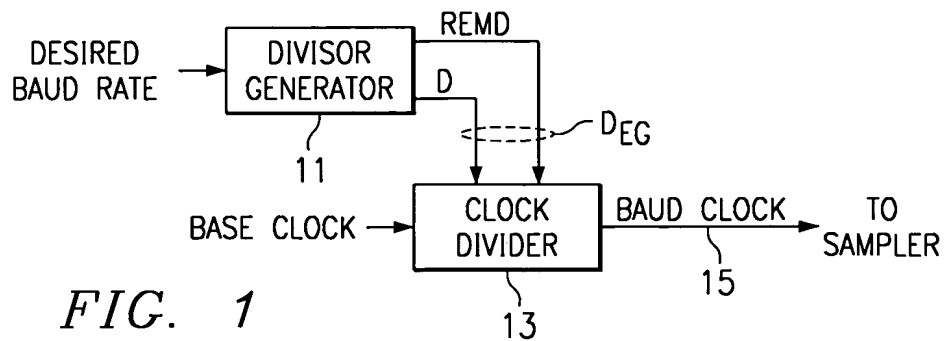 REMD
DESIRED
BAUD RATE
DIVISOR
GENERATOR
D
DEG
11
BASE CLOCK
CLOCK
DIVIDER
BAUD CLOCK
TO
SAMPLER
15
13
FIG. 1